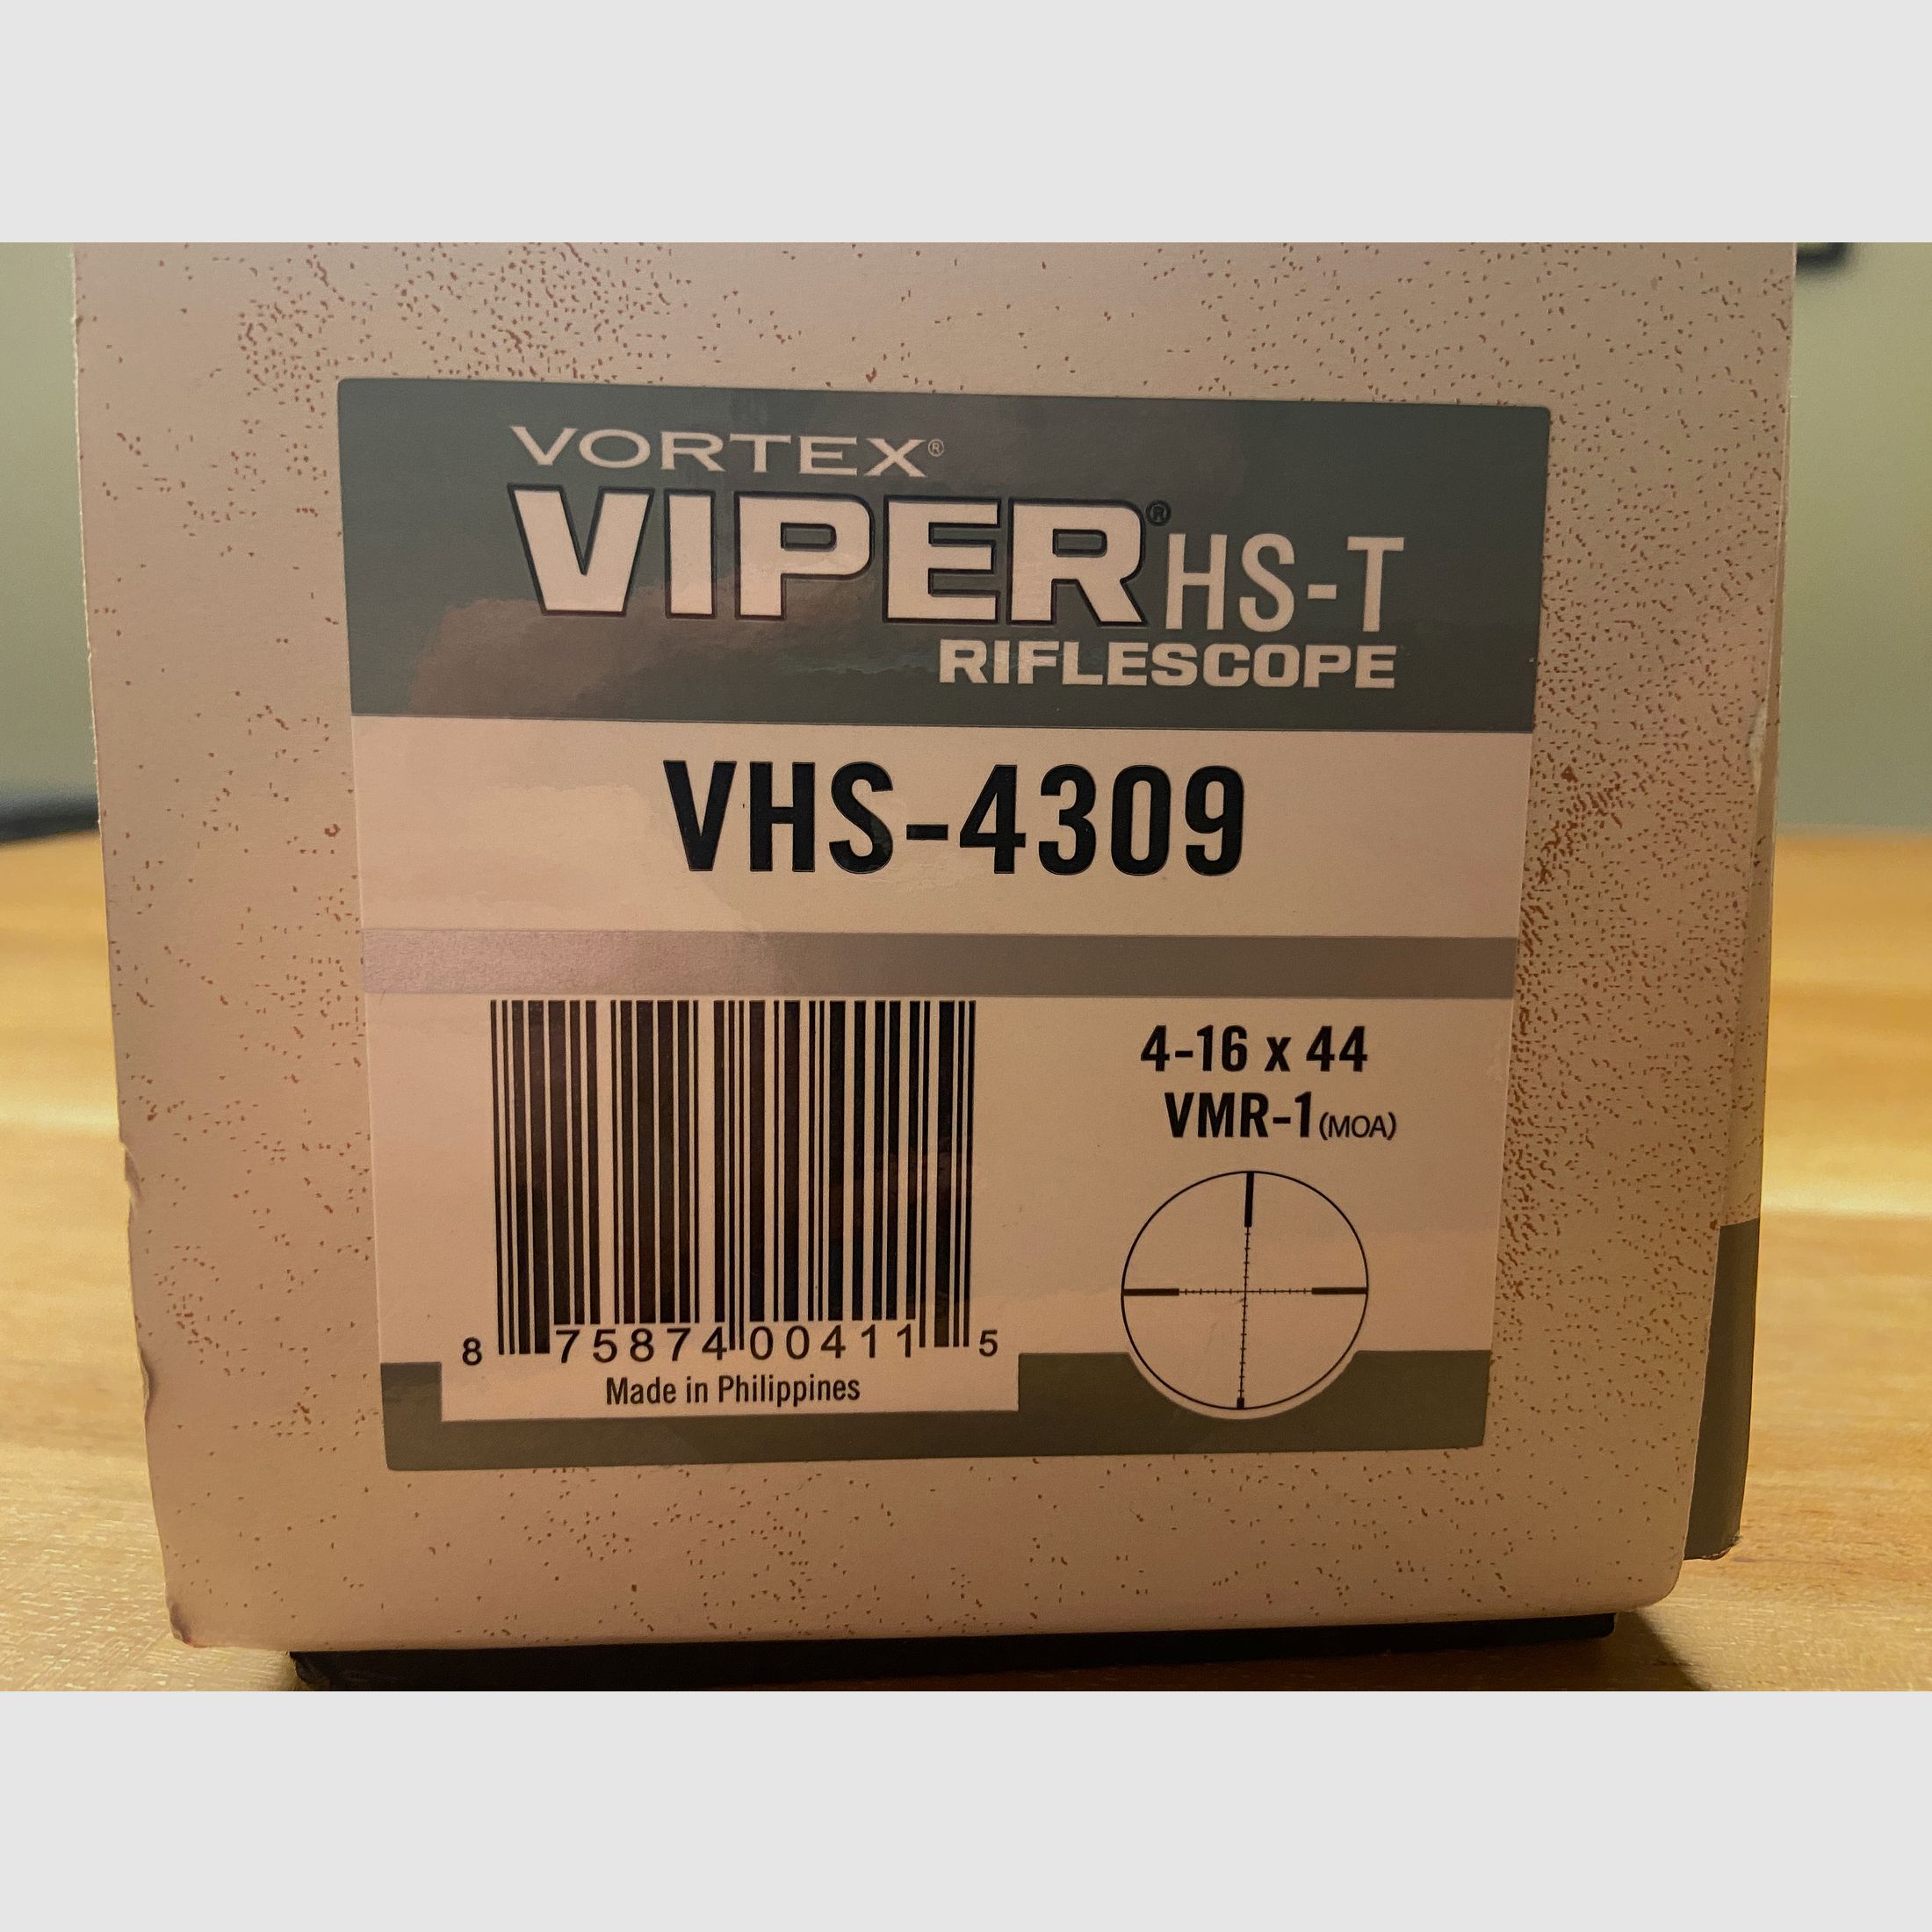 VORTEX®
VIPER® HS-T
RIFLESCOPE
VHS-4309
4-16 x 44
VMR-1(MOA)
8 75874 00411 5
Made in Philippines